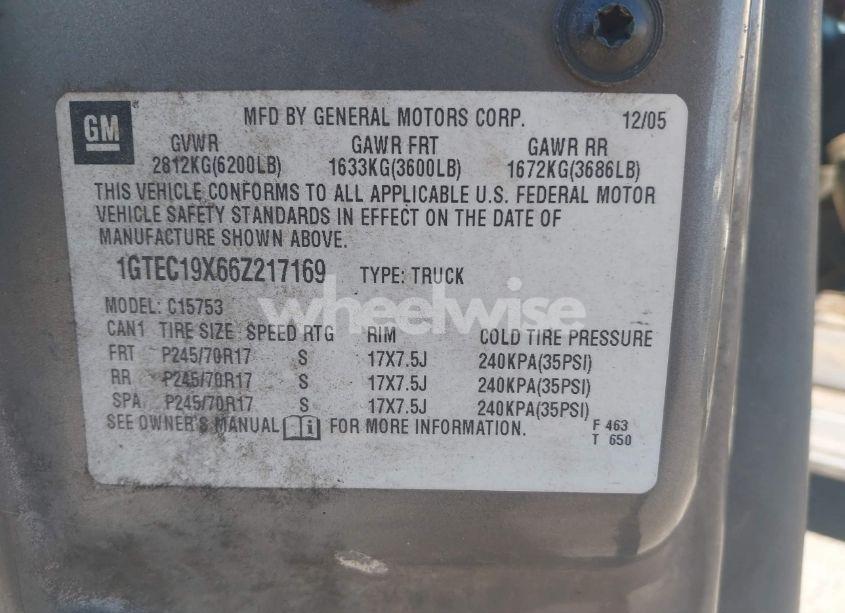 GM ® MFD BY GENERAL MOTORS CORP. 12/05
GVWR GAWR FRT GAWR RR
2812KG(6200LB) 1633KG(3600LB) 1672KG(3686LB)
THIS VEHICLE CONFORMS TO ALL APPLICABLE U.S. FEDERAL MOTOR
VEHICLE SAFETY STANDARDS IN EFFECT ON THE DATE OF
MANUFACTURE SHOWN ABOVE.
1GTEC19X66Z217169 TYPE: TRUCK
wheelwise
MODEL: C15753
CAN1 TIRE SIZE SPEED RTG RIM COLD TIRE PRESSURE
FRT P245/70R17 S 17X7.5J 240KPA(35PSI)
RR P245/70R17 S 17X7.5J 240KPA(35PSI)
SPA P245/70R17 S 17X7.5J 240KPA(35PSI)
SEE OWNER'S MANUAL i FOR MORE INFORMATION. F 463
T 650